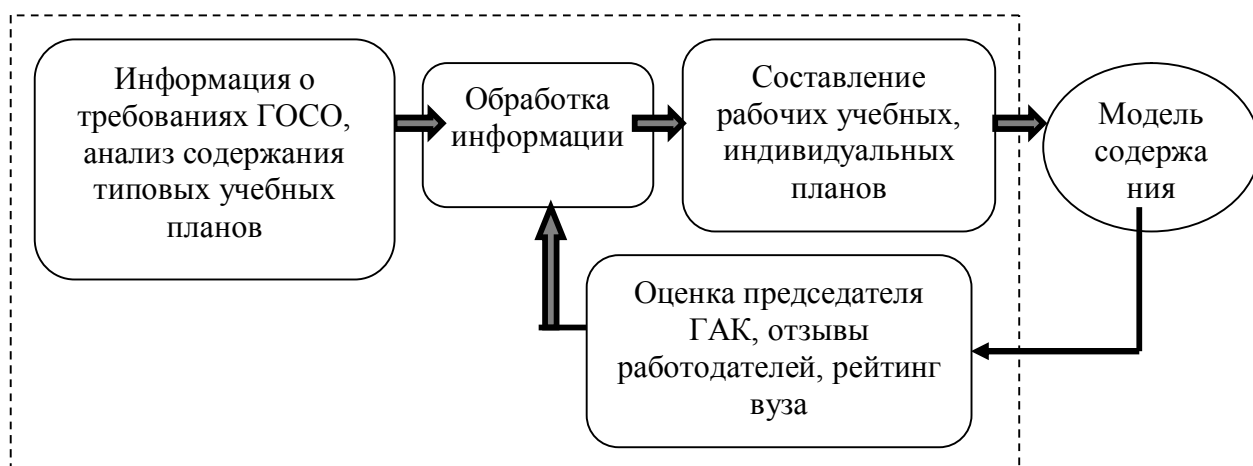 Информация о
требованиях ГОСО,
анализ содержания
типовых учебных
планов
Обработка
информации
Составление
рабочих учебных,
индивидуальных
планов
Модель
содержа
ния
Оценка председателя
ГАК, отзывы
работодателей, рейтинг
вуза